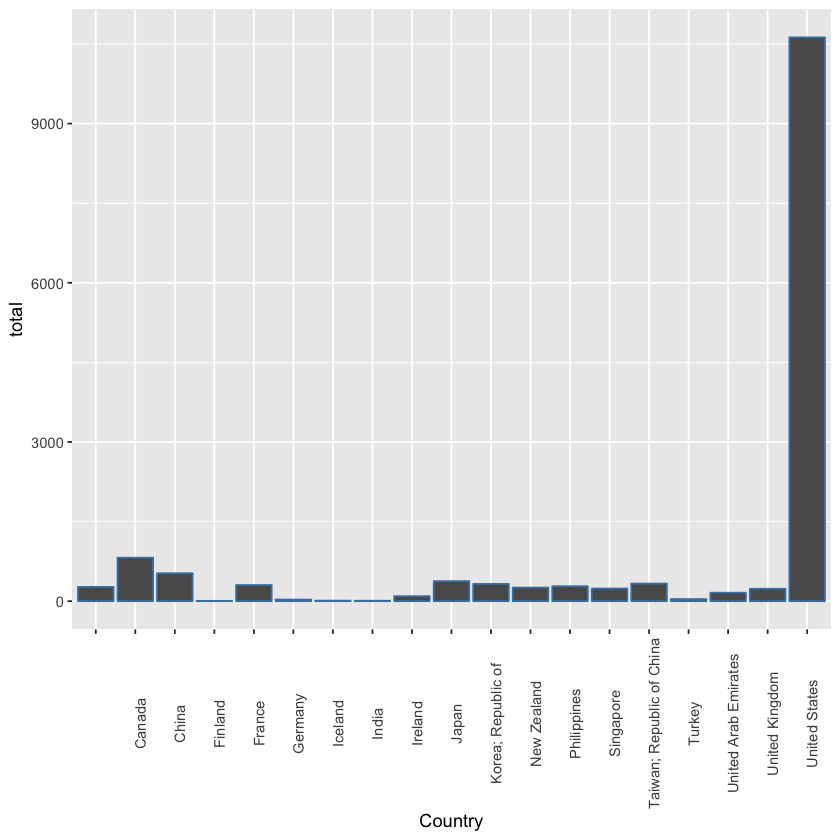 9000
6000
3000
0
total
Canada
China
Finland
France
Germany
Iceland
India
Ireland
Japan
Korea; Republic of
New Zealand
Philippines
Singapore
Taiwan; Republic of China
Turkey
United Arab Emirates
United Kingdom
United States
Country